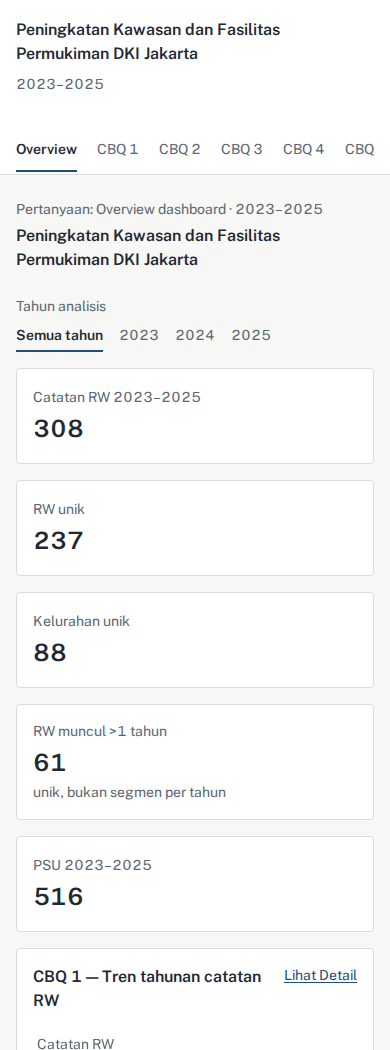 Peningkatan Kawasan dan Fasilitas
Permukiman DKI Jakarta
2023–2025
Overview CBQ 1 CBQ 2 CBQ 3 CBQ 4 CBQ
Pertanyaan: Overview dashboard · 2023–2025
Peningkatan Kawasan dan Fasilitas
Permukiman DKI Jakarta
Tahun analisis
Semua tahun 2023 2024 2025
Catatan RW 2023–2025
308
RW unik
237
Kelurahan unik
88
RW muncul >1 tahun
61
unik, bukan segmen per tahun
PSU 2023–2025
516
CBQ 1 — Tren tahunan catatan Lihat Detail
RW
Catatan RW